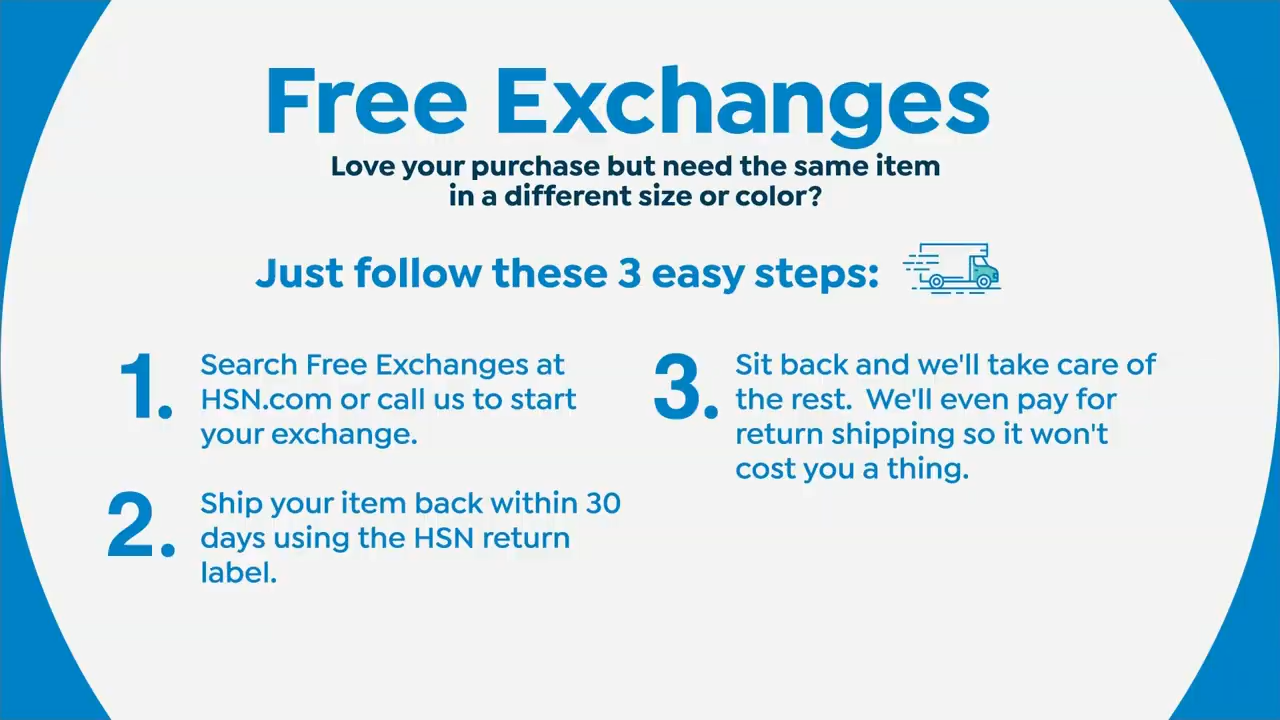 Free Exchanges
Love your purchase but need the same item
in a different size or color?
Just follow these 3 easy steps:
1. Search Free Exchanges at
HSN.com or call us to start
your exchange.
2. Ship your item back within 30
days using the HSN return
label.
3. Sit back and we'll take care of
the rest.  We'll even pay for
return shipping so it won't
cost you a thing.